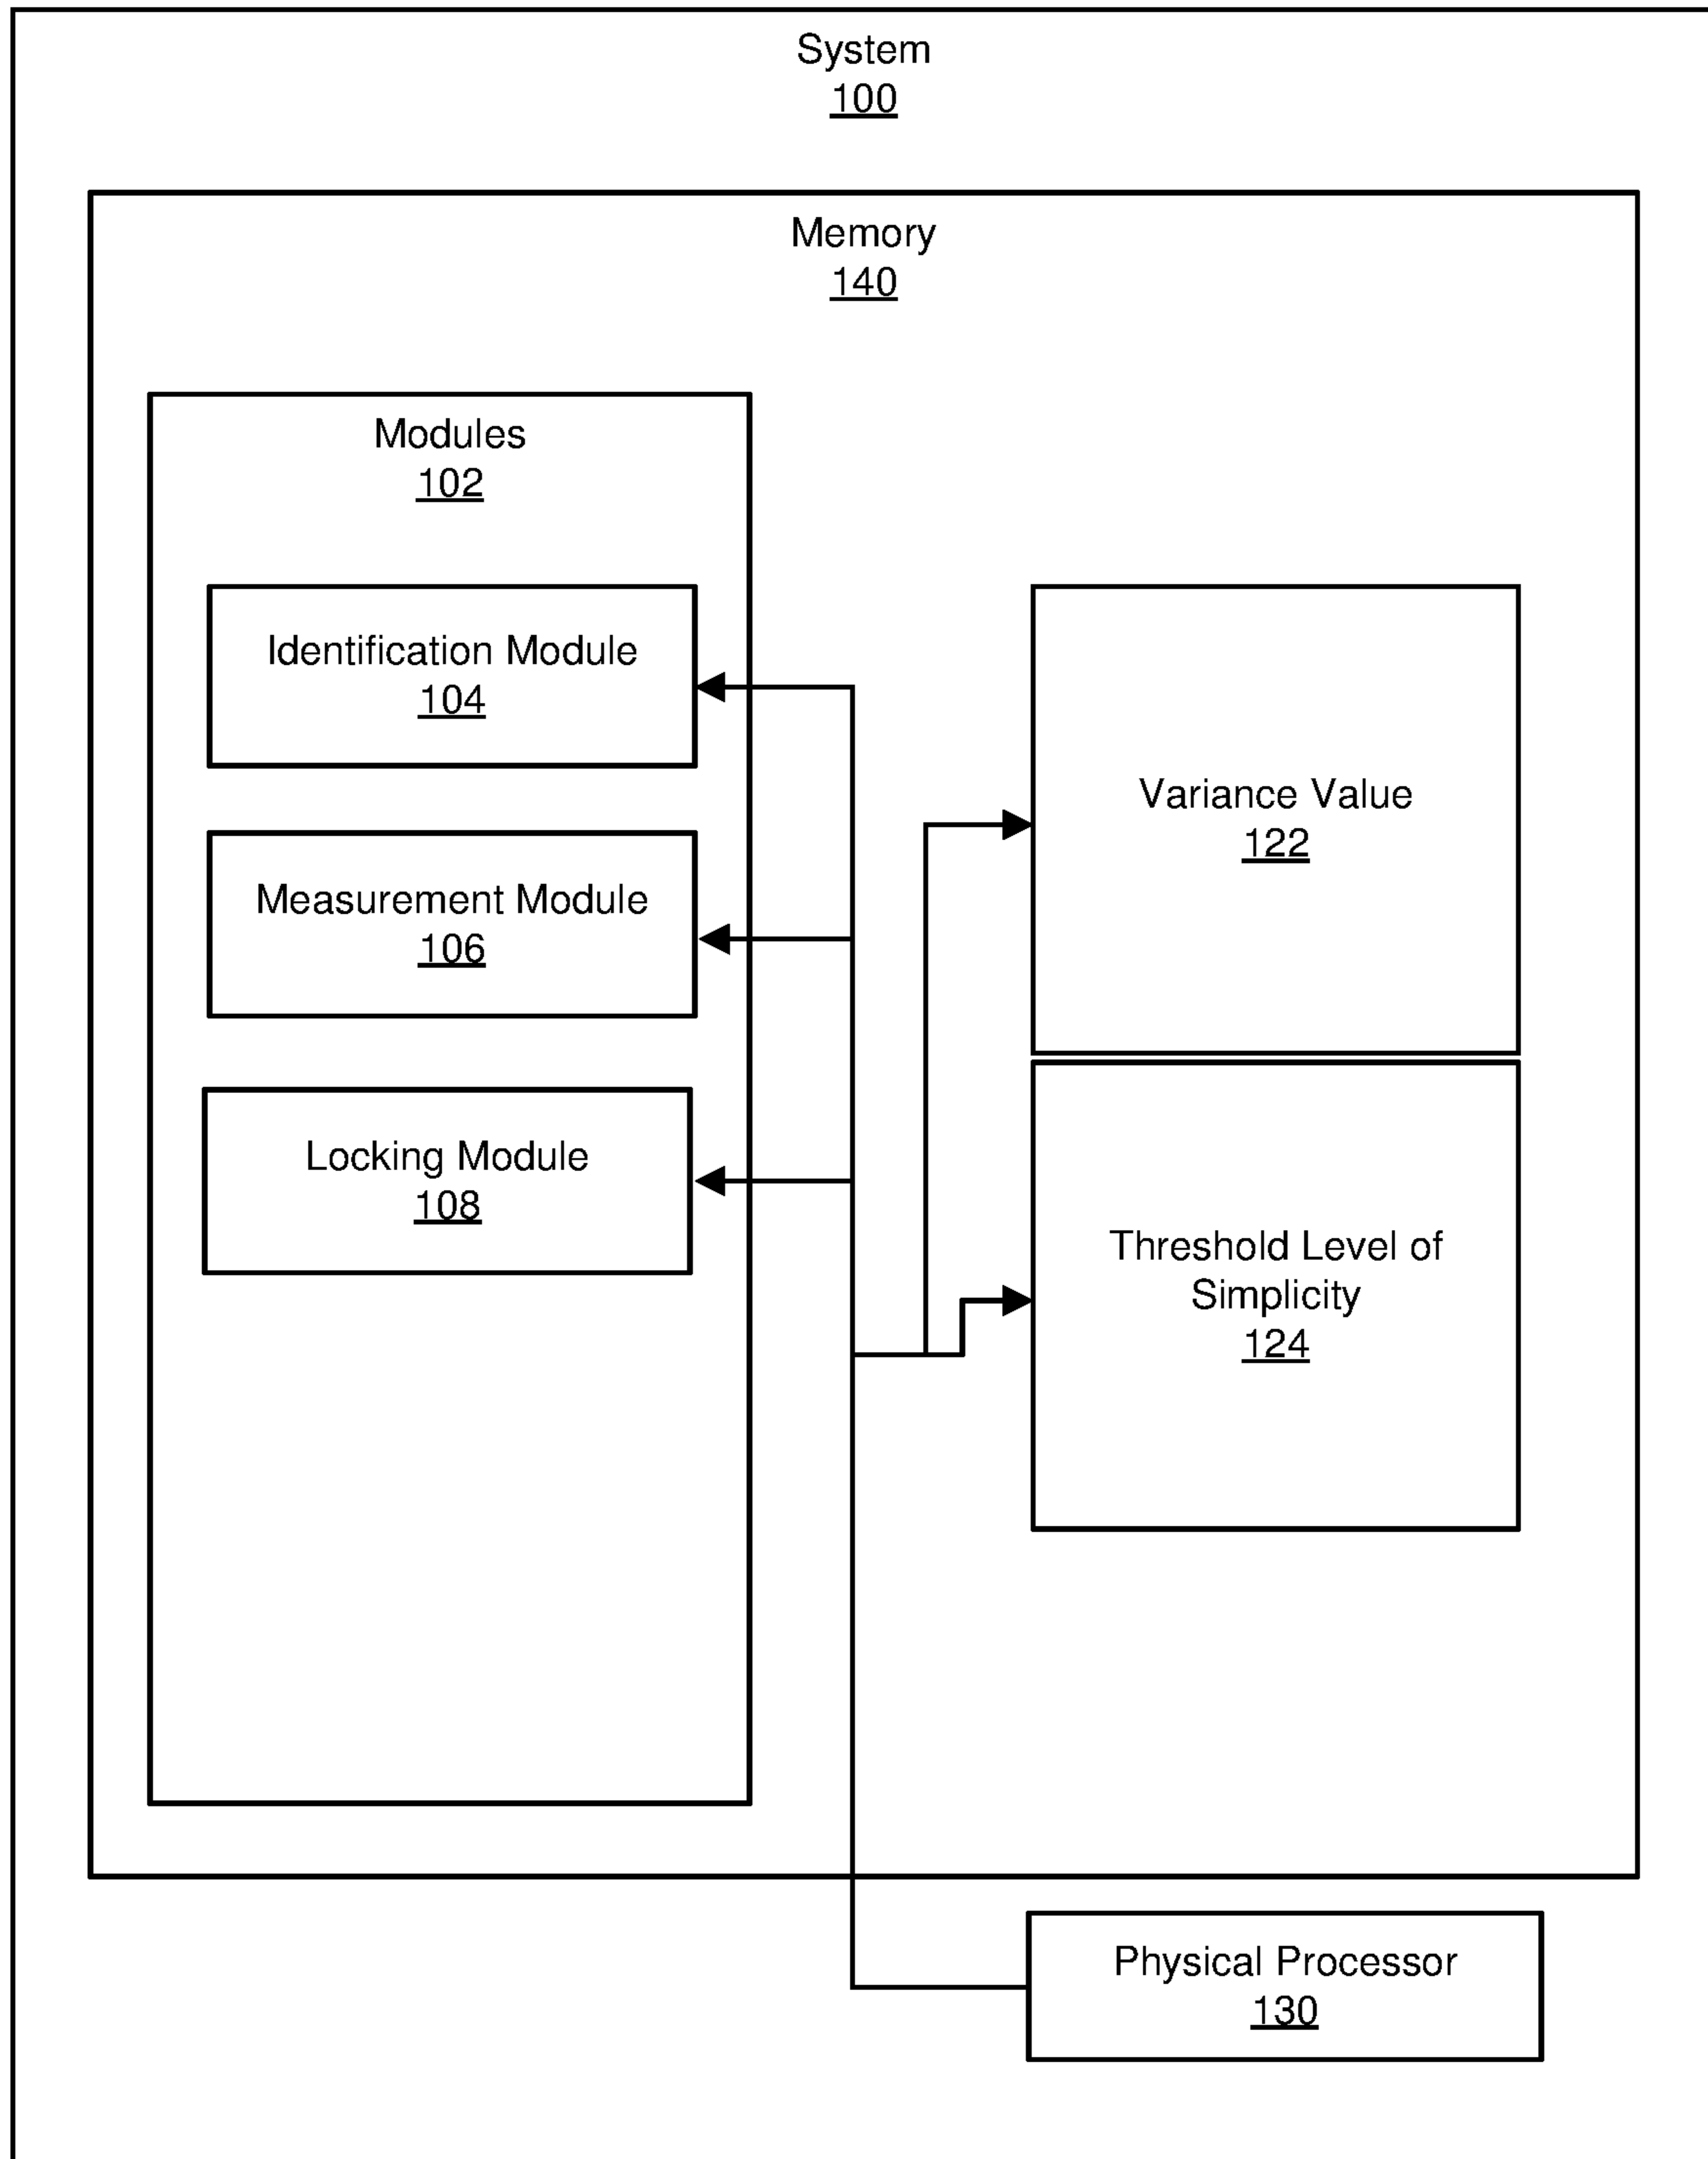 System
100
Memory
140
Modules
102
Identification Module
104
Measurement Module
106
Locking Module
108
Variance Value
122
Threshold Level of
Simplicity
124
Physical Processor
130